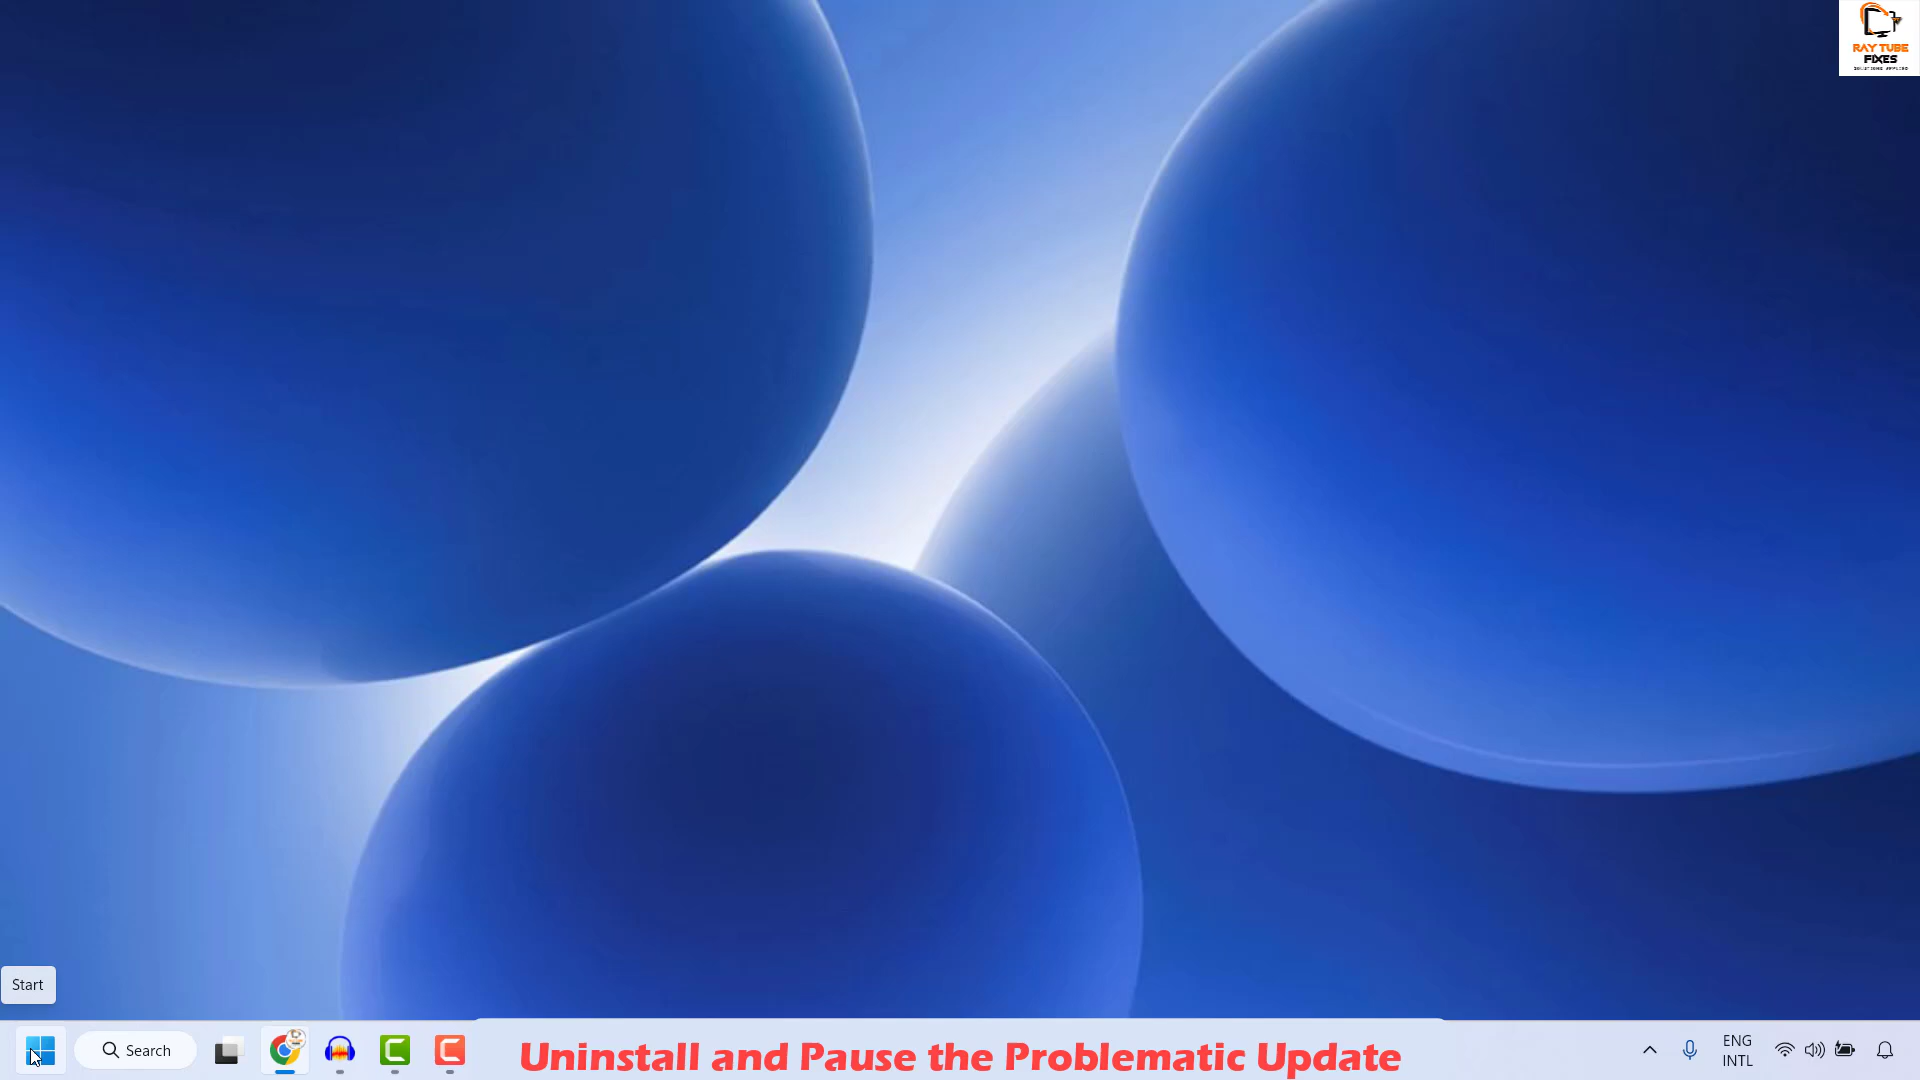 RAY TUBE
FIXES
Start
Search
Uninstall and Pause the Problematic Update
ENG
INTL